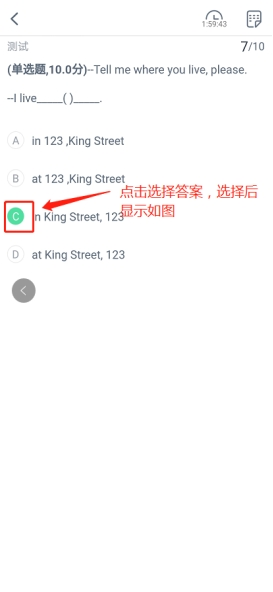 1:59:43
测试
7/10
(单选题,10.0分)--Tell me where you live, please.
--I live_____( )_____.
A in 123 ,King Street
B at 123 ,King Street
点击选择答案，选择后
C in King Street, 123
显示如图
D at King Street, 123